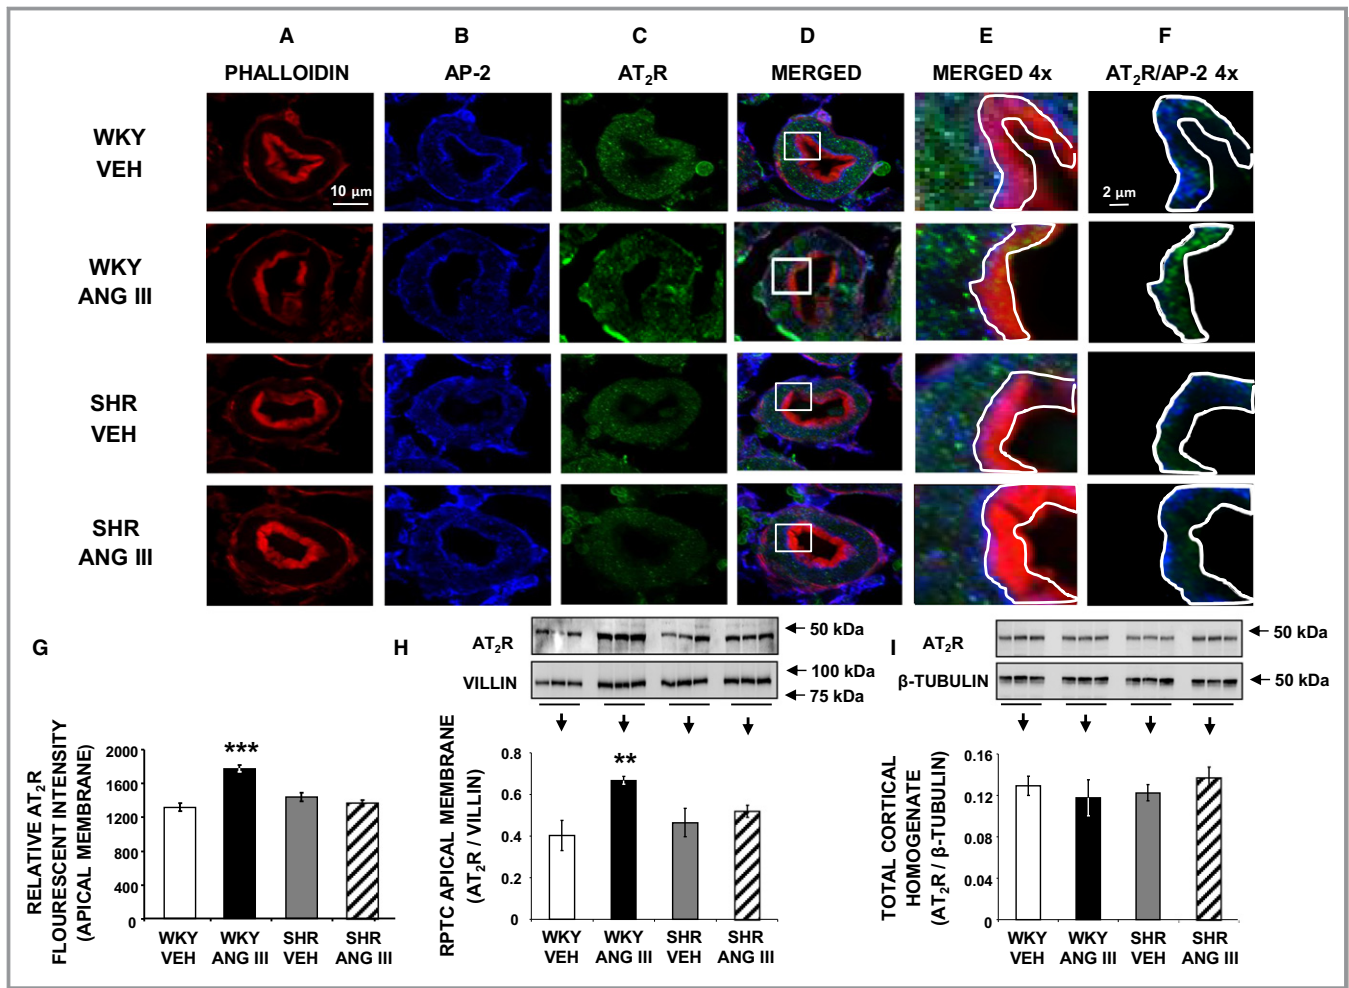 A B C D E F
PHALLOIDIN AP-2 AT₂R MERGED MERGED 4x AT₂R/AP-2 4x
WKY
VEH
10 µm
2 µm
WKY
ANG III
SHR
VEH
SHR
ANG III
G
RELATIVE AT₂R
FLOURESCENT INTENSITY
(APICAL MEMBRANE)
2000
1600
1200
800
400
0
***
WKY VEH
WKY ANG III
SHR VEH
SHR ANG III
H
AT₂R
50 kDa
VILLIN
100 kDa
75 kDa
RPTC APICAL MEMBRANE
(AT₂R / VILLIN)
0.8
0.6
0.4
0.2
0
**
WKY VEH
WKY ANG III
SHR VEH
SHR ANG III
I
AT₂R
50 kDa
β-TUBULIN
50 kDa
TOTAL CORTICAL
HOMOGENATE
(AT₂R / β-TUBULIN)
0.16
0.12
0.08
0.04
0
WKY VEH
WKY ANG III
SHR VEH
SHR ANG III